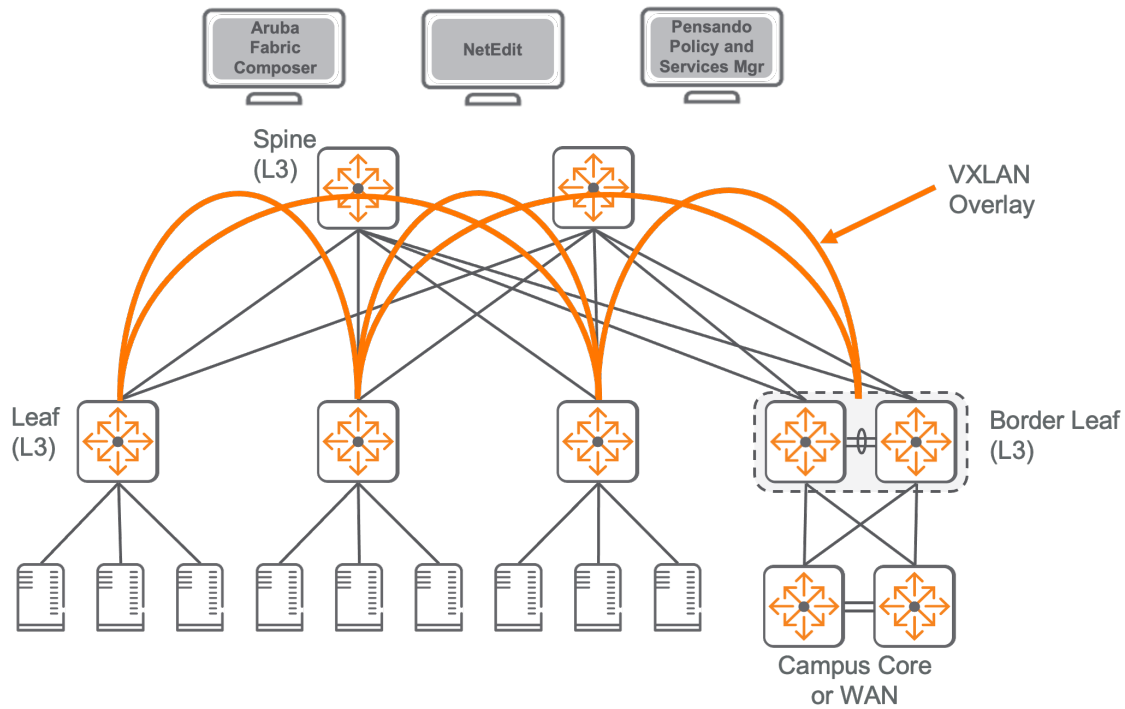 Aruba
Fabric
Composer
NetEdit
Pensando
Policy and
Services Mgr
Spine
(L3)
VXLAN
Overlay
Leaf
(L3)
Border Leaf
(L3)
Campus Core
or WAN